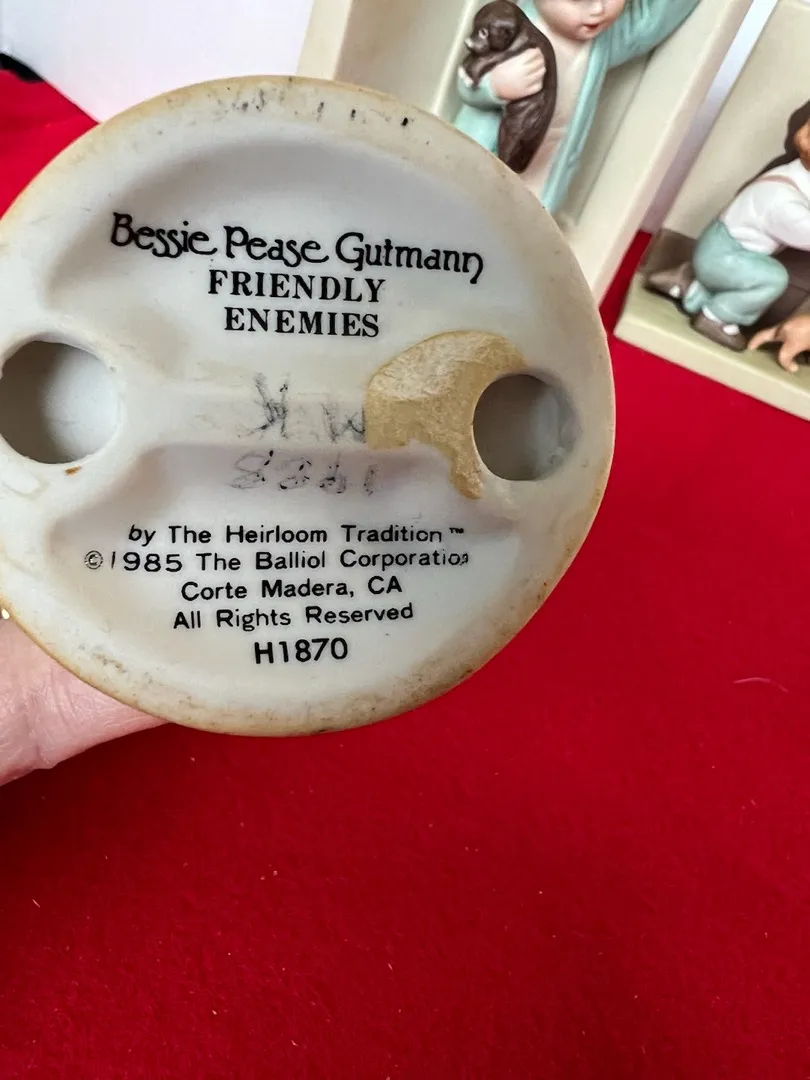 Bessie Pease Gutmann
FRIENDLY
ENEMIES
by The Heirloom Tradition™
©1985 The Balliol Corporation
Corte Madera, CA
All Rights Reserved
H1870